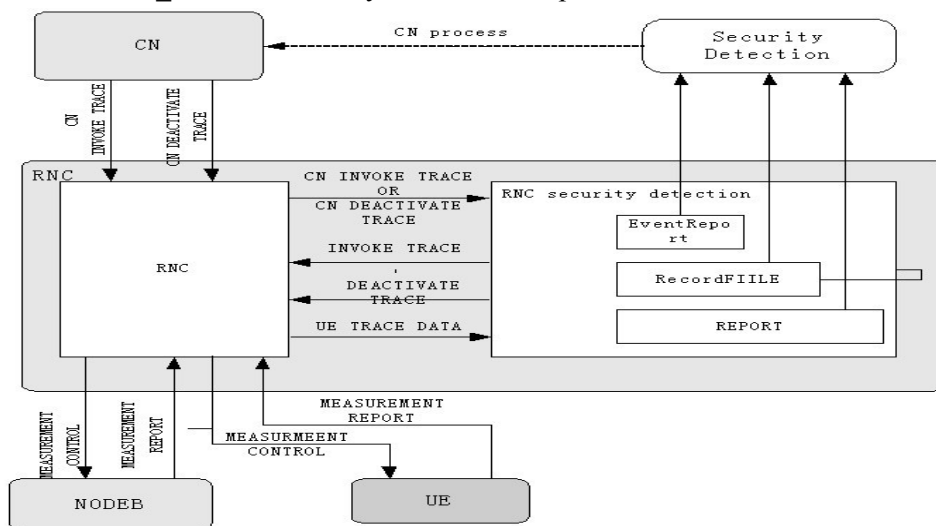 CN
CN process
Security
Detection
CN
INVOKE TRACE
CN DEACTIVATE
TRACE
RNC
RNC
CN INVOKE TRACE
OR
CN DEACTIVATE
TRACE
INVOKE TRACE
DEACTIVATE
TRACE
UE TRACE DATA
RNC security detection
EventRepo
rt
RecordFIILE
REPORT
MEASUREMENT
CONTROL
MEASUREMENT
REPORT
MEASURMEENT
CONTROL
MEASUREMENT
REPORT
NODEB
UE